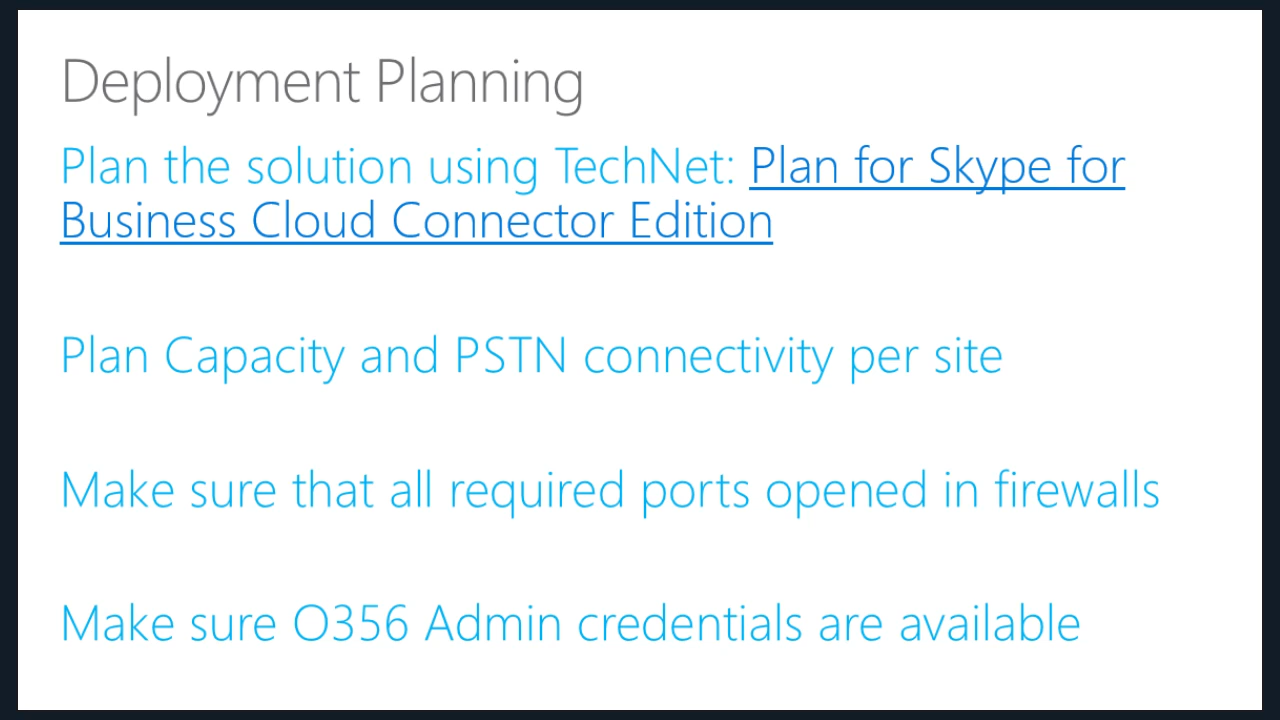 Deployment Planning
Plan the solution using TechNet: Plan for Skype for
Business Cloud Connector Edition
Plan Capacity and PSTN connectivity per site
Make sure that all required ports opened in firewalls
Make sure O356 Admin credentials are available